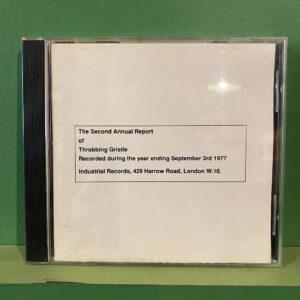 The Second Annual Report
of
Throbbing Gristle
Recorded during the year ending September 3rd 1977
Industrial Records, 429 Harrow Road, London W.10.